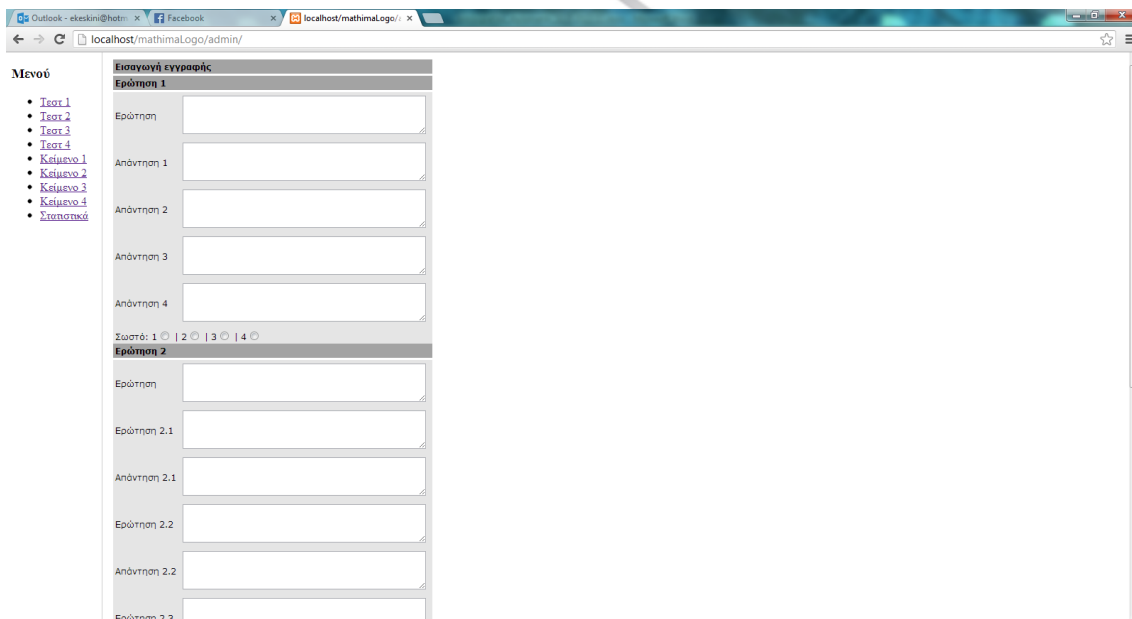 Outlook - ekeskini@hotm
Facebook
localhost/mathimaLogo/a
localhost/mathimaLogo/admin/
Μενού
Τεστ 1
Τεστ 2
Τεστ 3
Τεστ 4
Κείμενο 1
Κείμενο 2
Κείμενο 3
Κείμενο 4
Στατιστικά
Εισαγωγή εγγραφής
Ερώτηση 1
Ερώτηση
Απάντηση 1
Απάντηση 2
Απάντηση 3
Απάντηση 4
Σωστό: 1 | 2 | 3 | 4
Ερώτηση 2
Ερώτηση
Ερώτηση 2.1
Απάντηση 2.1
Ερώτηση 2.2
Απάντηση 2.2
Ερώτηση 2.3